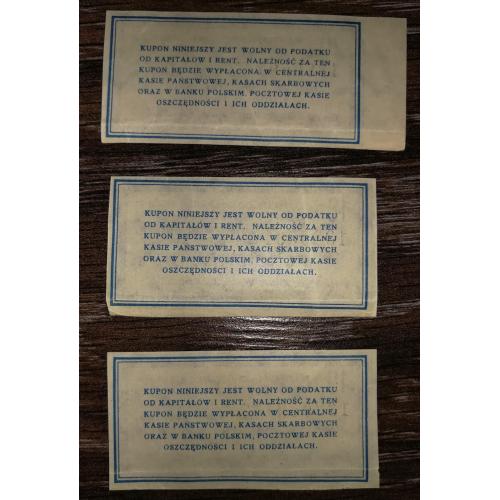 KUPON NINIEJSZY JEST WOLNY OD PODATKU
OD KAPITAŁÓW I RENT. NALEŻNOŚĆ ZA TEN
KUPON BĘDZIE WYPŁACONA W CENTRALNEJ
KASIE PAŃSTWOWEJ, KASACH SKARBOWYCH
ORAZ W BANKU POLSKIM, POCZTOWEJ KASIE
OSZCZĘDNOŚCI I ICH ODDZIAŁACH.
KUPON NINIEJSZY JEST WOLNY OD PODATKU
OD KAPITAŁÓW I RENT. NALEŻNOŚĆ ZA TEN
KUPON BĘDZIE WYPŁACONA W CENTRALNEJ
KASIE PAŃSTWOWEJ, KASACH SKARBOWYCH
ORAZ W BANKU POLSKIM, POCZTOWEJ KASIE
OSZCZĘDNOŚCI I ICH ODDZIAŁACH.
KUPON NINIEJSZY JEST WOLNY OD PODATKU
OD KAPITAŁÓW I RENT. NALEŻNOŚĆ ZA TEN
KUPON BĘDZIE WYPŁACONA W CENTRALNEJ
KASIE PAŃSTWOWEJ, KASACH SKARBOWYCH
ORAZ W BANKU POLSKIM, POCZTOWEJ KASIE
OSZCZĘDNOŚCI I ICH ODDZIAŁACH.